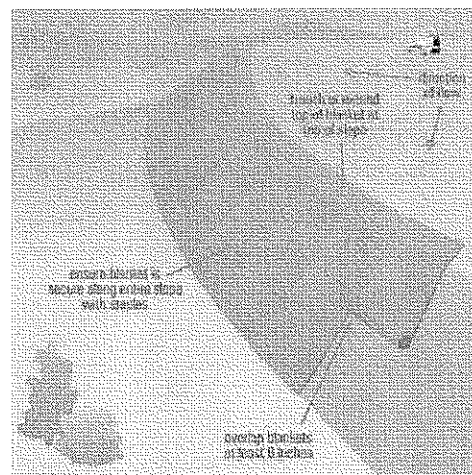 direction
of flow
trench or extend
top of blanket at
top of slope
ensure blanket is
secure along entire slope
with staples
overlap blankets
at least 6 inches